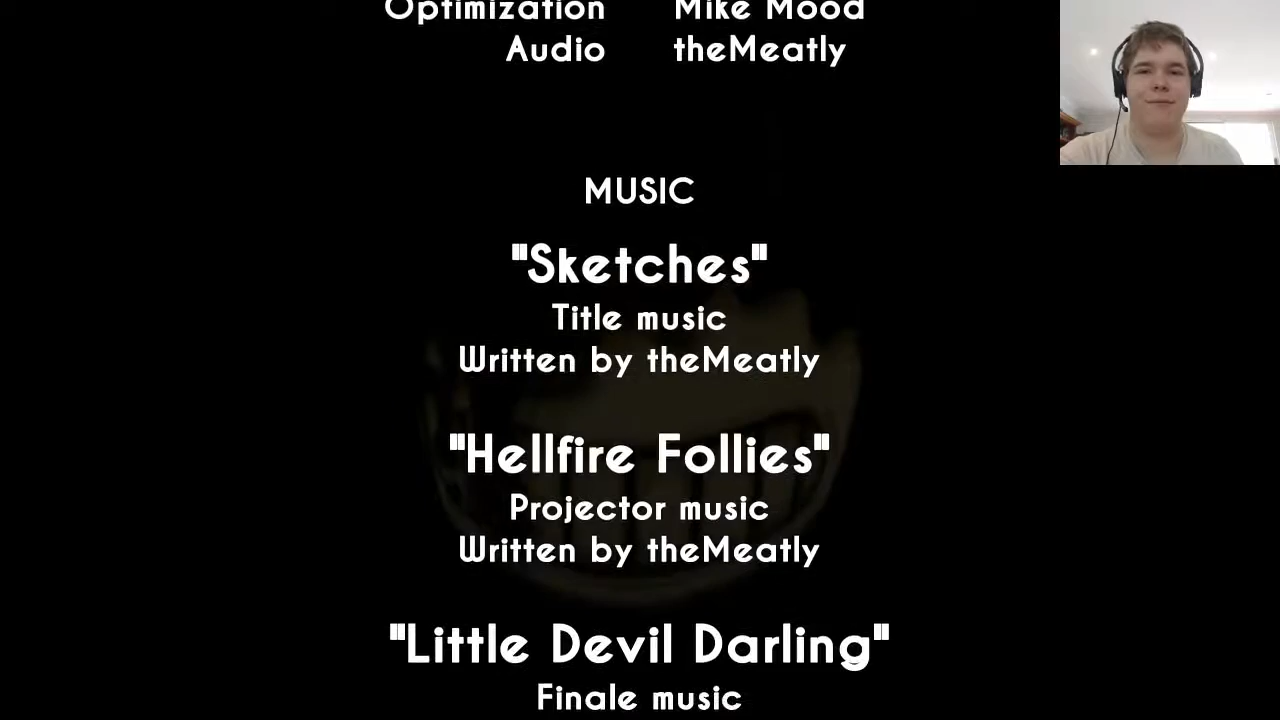 Optimization Mike Mood
Audio theMeatly
MUSIC
"Sketches"
Title music
Written by theMeatly
"Hellfire Follies"
Projector music
Written by theMeatly
"Little Devil Darling"
Finale music